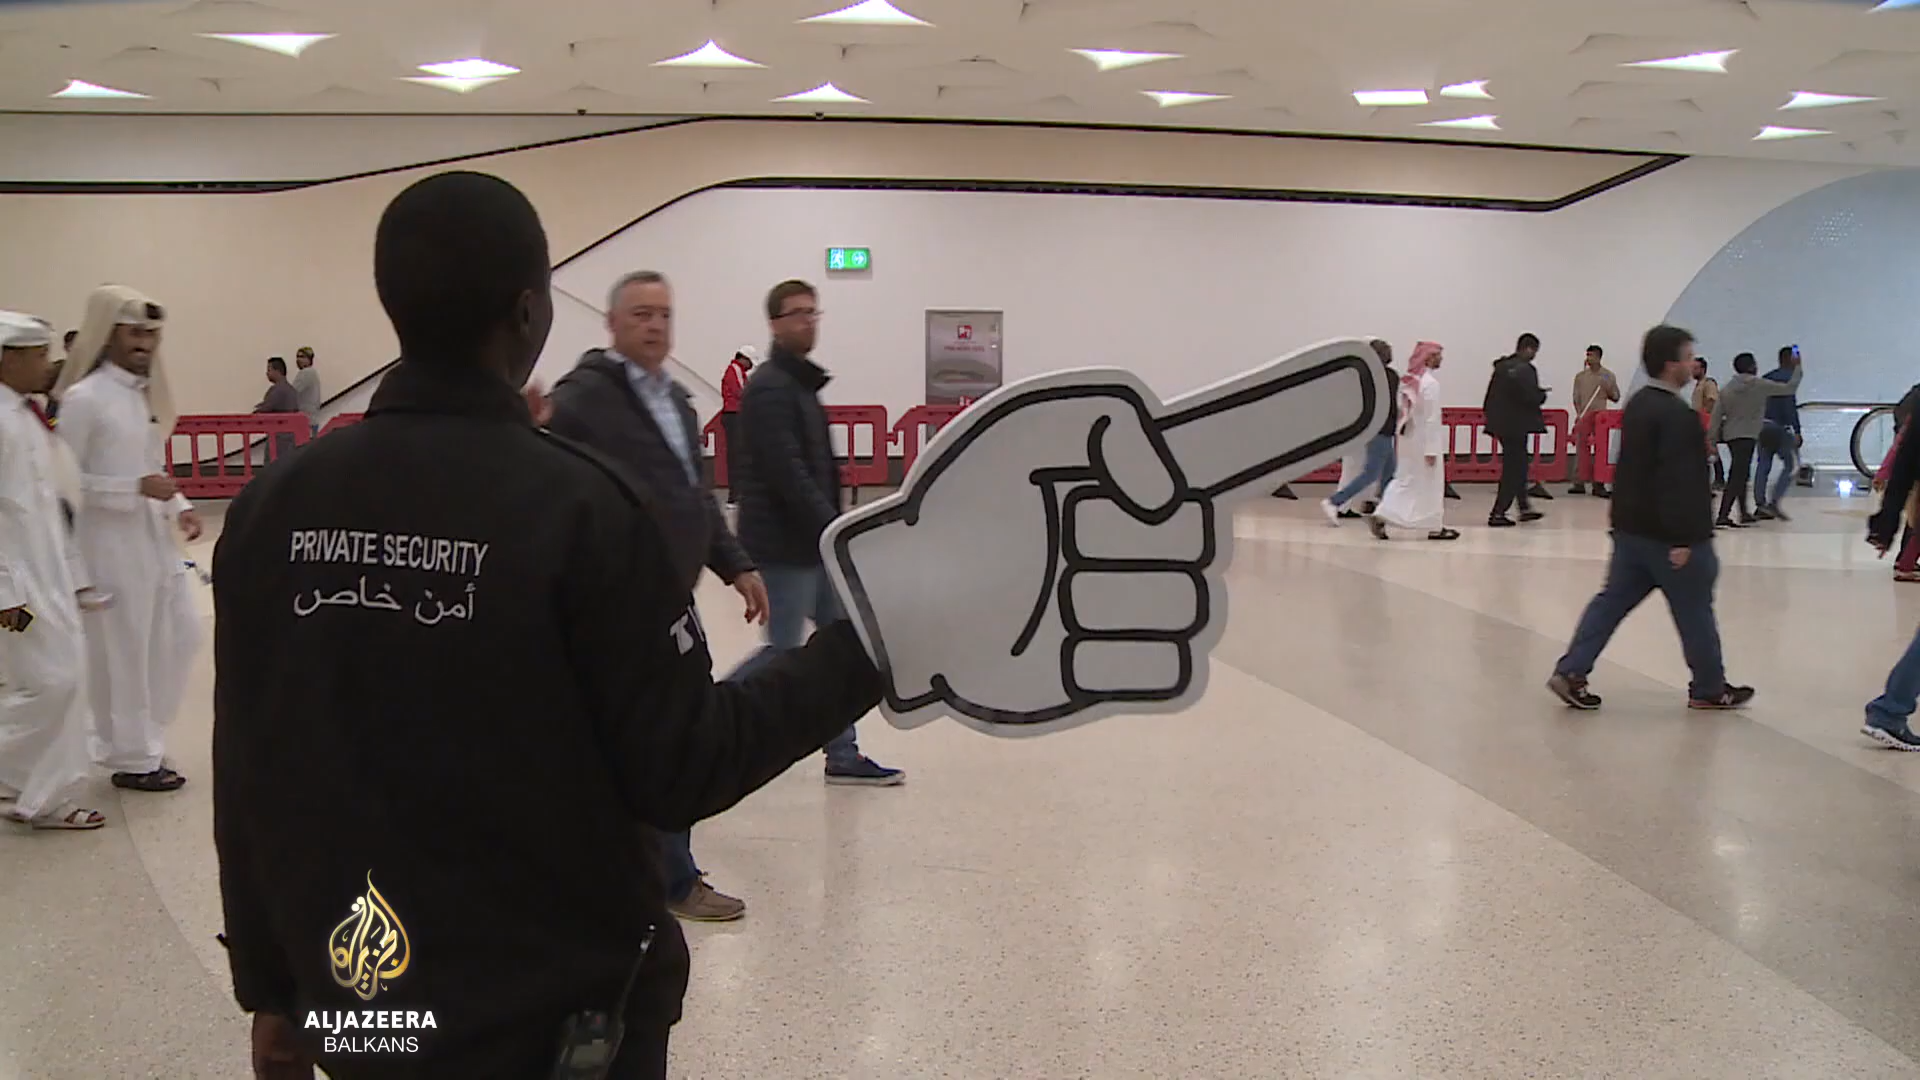 PRIVATE SECURITY
أمن خاص
ALJAZEERA
BALKANS